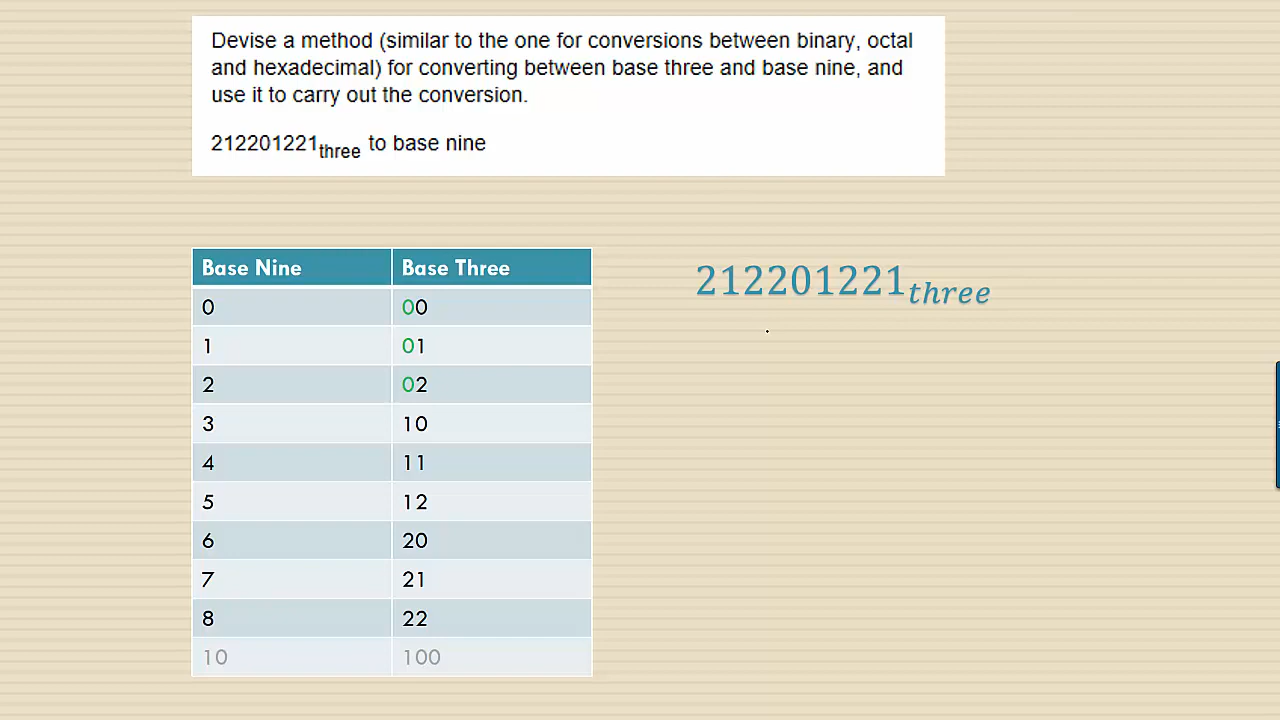 Devise a method (similar to the one for conversions between binary, octal
and hexadecimal) for converting between base three and base nine, and
use it to carry out the conversion.
212201221three to base nine
Base Nine Base Three
0 00
1 01
2 02
3 10
4 11
5 12
6 20
7 21
8 22
10 100
212201221three